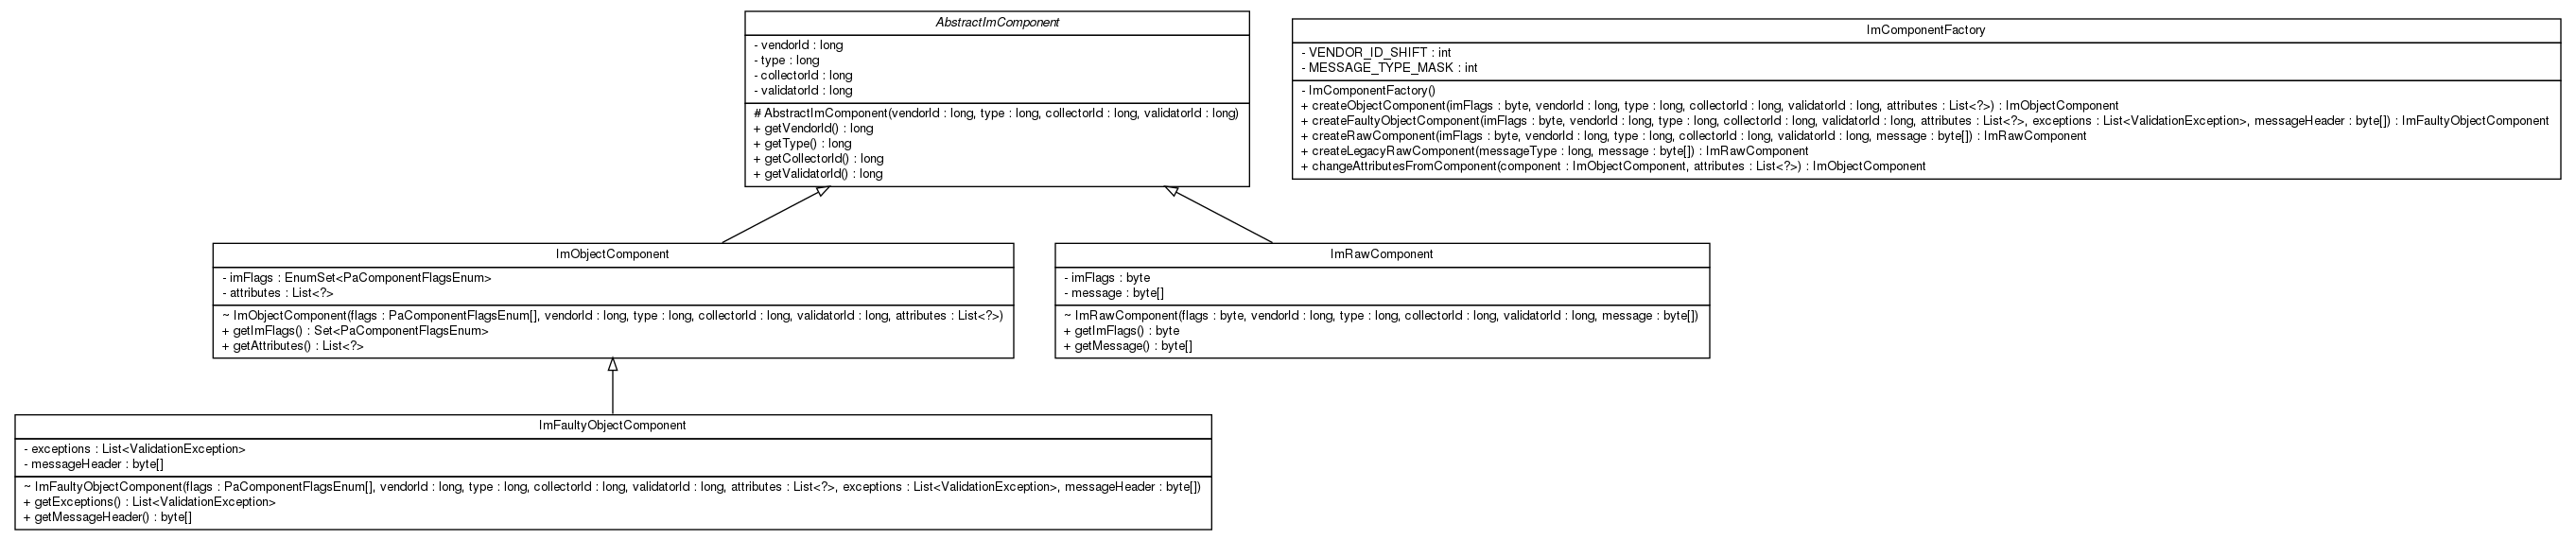 AbstractImComponent
- vendorId : long
- type : long
- collectorId : long
- validatorId : long
# AbstractImComponent(vendorId : long, type : long, collectorId : long, validatorId : long)
+ getVendorId() : long
+ getType() : long
+ getCollectorId() : long
+ getValidatorId() : long
ImComponentFactory
- VENDOR_ID_SHIFT : int
- MESSAGE_TYPE_MASK : int
- ImComponentFactory()
+ createObjectComponent(imFlags : byte, vendorId : long, type : long, collectorId : long, validatorId : long, attributes : List<?>) : ImObjectComponent
+ createFaultyObjectComponent(imFlags : byte, vendorId : long, type : long, collectorId : long, validatorId : long, attributes : List<?>, exceptions : List<ValidationException>, messageHeader : byte[]) : ImFaultyObjectComponent
+ createRawComponent(imFlags : byte, vendorId : long, type : long, collectorId : long, validatorId : long, message : byte[]) : ImRawComponent
+ createLegacyRawComponent(messageType : long, message : byte[]) : ImRawComponent
+ changeAttributesFromComponent(component : ImObjectComponent, attributes : List<?>) : ImObjectComponent
ImObjectComponent
- imFlags : EnumSet<PaComponentFlagsEnum>
- attributes : List<?>
~ ImObjectComponent(flags : PaComponentFlagsEnum[], vendorId : long, type : long, collectorId : long, validatorId : long, attributes : List<?>)
+ getImFlags() : Set<PaComponentFlagsEnum>
+ getAttributes() : List<?>
ImRawComponent
- imFlags : byte
- message : byte[]
~ ImRawComponent(flags : byte, vendorId : long, type : long, collectorId : long, validatorId : long, message : byte[])
+ getImFlags() : byte
+ getMessage() : byte[]
ImFaultyObjectComponent
- exceptions : List<ValidationException>
- messageHeader : byte[]
~ ImFaultyObjectComponent(flags : PaComponentFlagsEnum[], vendorId : long, type : long, collectorId : long, validatorId : long, attributes : List<?>, exceptions : List<ValidationException>, messageHeader : byte[])
+ getExceptions() : List<ValidationException>
+ getMessageHeader() : byte[]